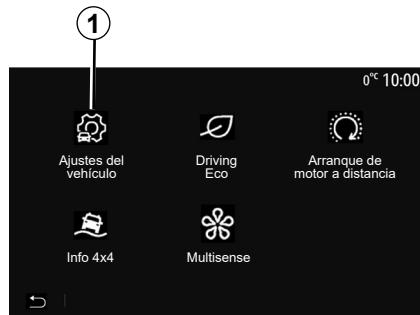 1
0°C 10:00
Ajustes del
vehículo
Driving
Eco
Arranque de
motor a distancia
Info 4x4
Multisense